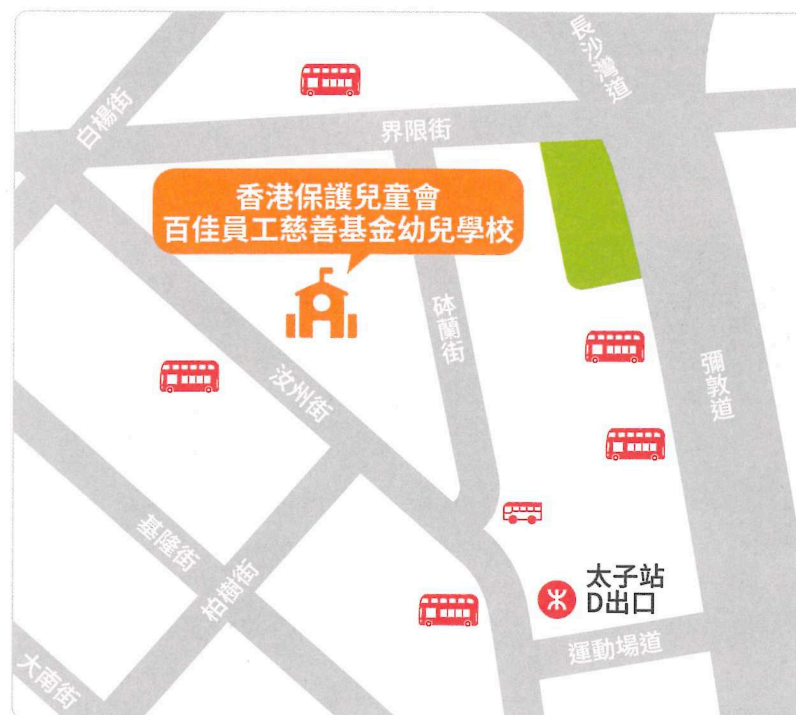 長沙灣道
白楊街
界限街
香港保護兒童會
百佳員工慈善基金幼兒學校
砵蘭街
彌敦道
汝州街
基隆街
柏樹街
太子站
D出口
運動場道
大南街